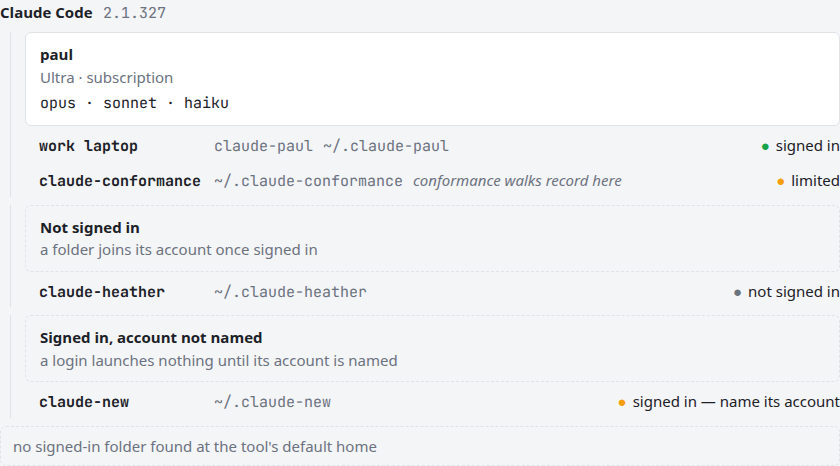 Claude Code 2.1.327
paul
Ultra · subscription
opus · sonnet · haiku
work laptop claude-paul ~/.claude-paul ● signed in
claude-conformance ~/.claude-conformance conformance walks record here ● limited
Not signed in
a folder joins its account once signed in
claude-heather ~/.claude-heather ● not signed in
Signed in, account not named
a login launches nothing until its account is named
claude-new ~/.claude-new ● signed in — name its account
no signed-in folder found at the tool's default home